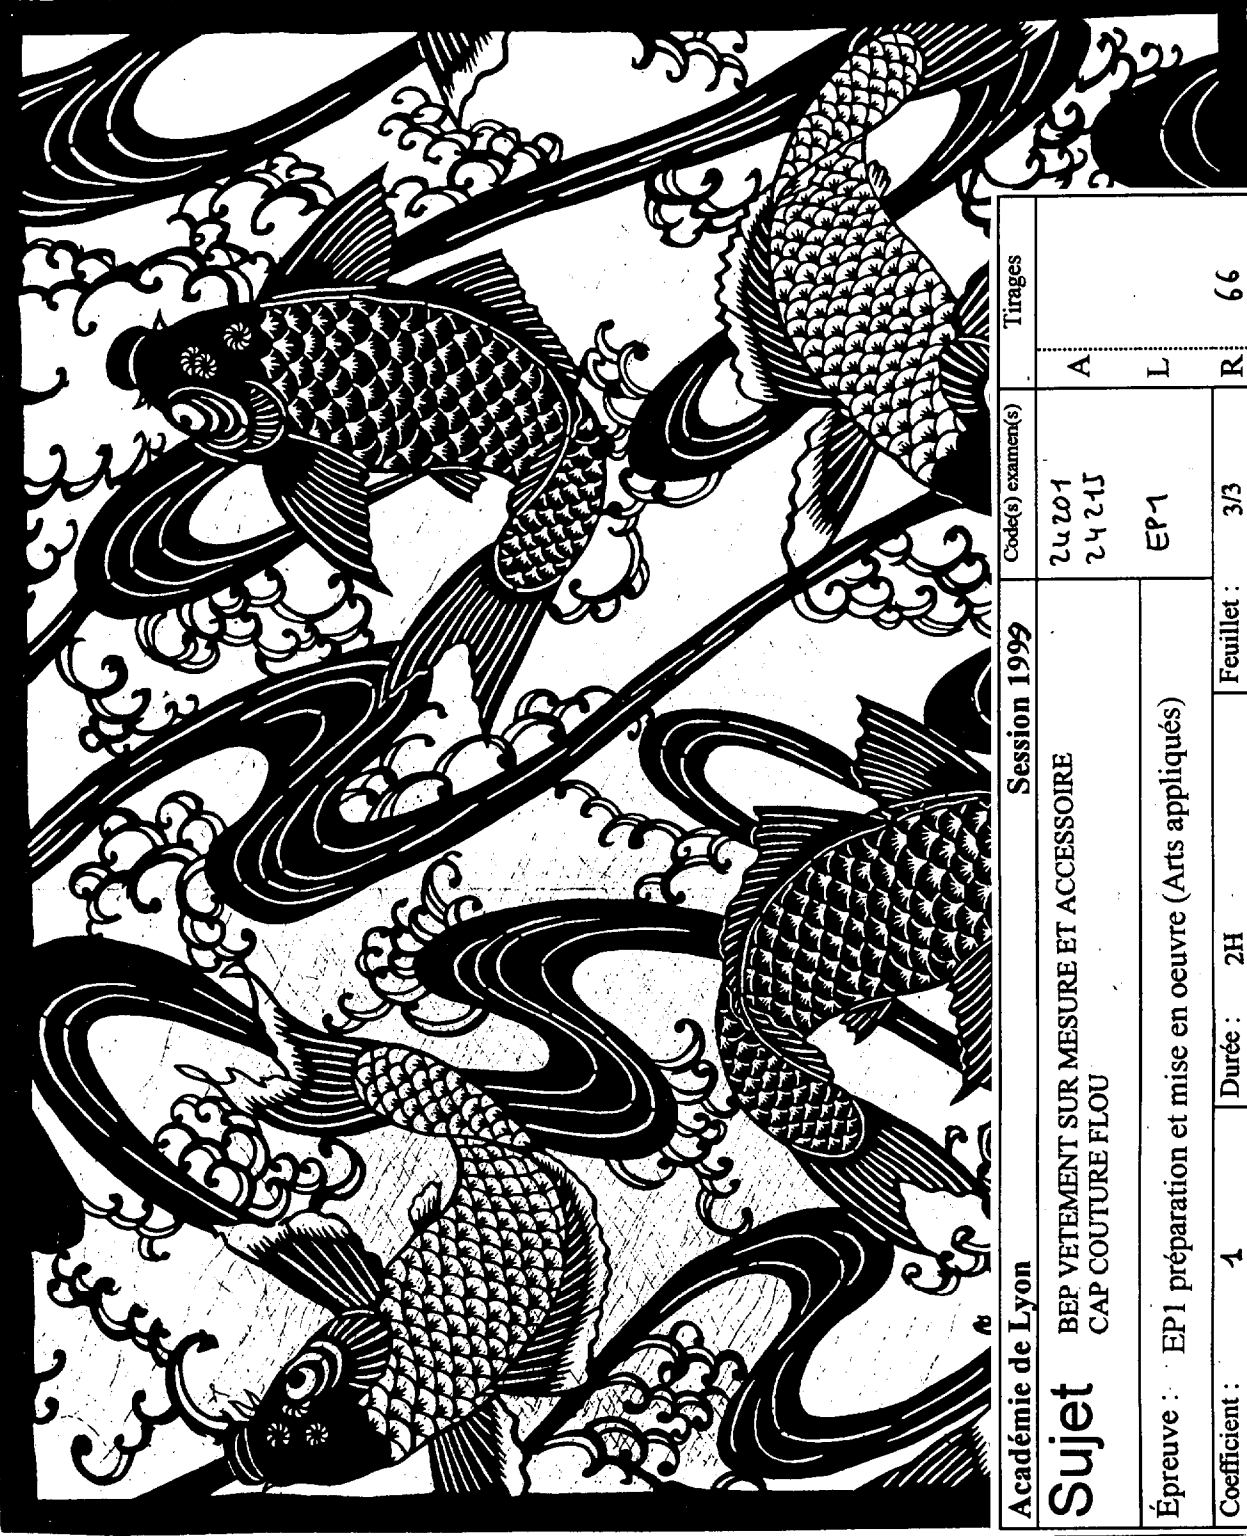 Académie de Lyon Session 1999 Code(s) examen(s) Tirages
Sujet BEP VETEMENT SUR MESURE ET ACCESSOIRE 24201 A
CAP COUTURE FLOU 24215
Épreuve : EP1 préparation et mise en oeuvre (Arts appliqués) EP1 L
Coefficient : 1 Durée : 2H Feuillet : 3/3 R 66